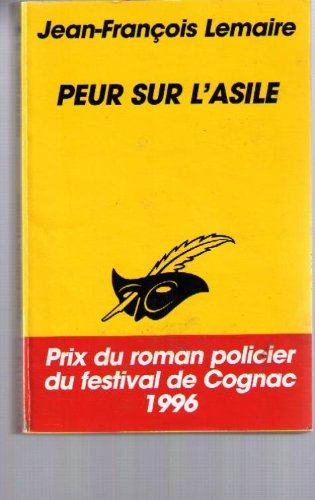 Jean-François Lemaire
PEUR SUR L'ASILE
Prix du roman policier
du festival de Cognac
1996